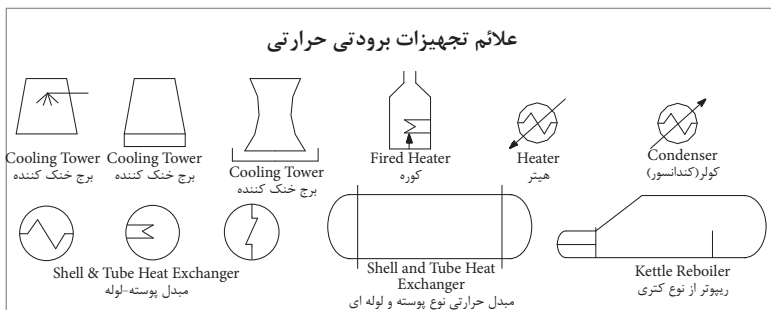 علائم تجهیزات برودتی حرارتی
Cooling Tower
برج خنک کننده
Cooling Tower
برج خنک کننده
Cooling Tower
برج خنک کننده
Fired Heater
کوره
Heater
هیتر
Condenser
کولر(کندانسور)
Shell & Tube Heat Exchanger
مبدل پوسته-لوله
Shell and Tube Heat
Exchanger
مبدل حرارتی نوع پوسته و لوله ای
Kettle Reboiler
ریپوتر از نوع کتری